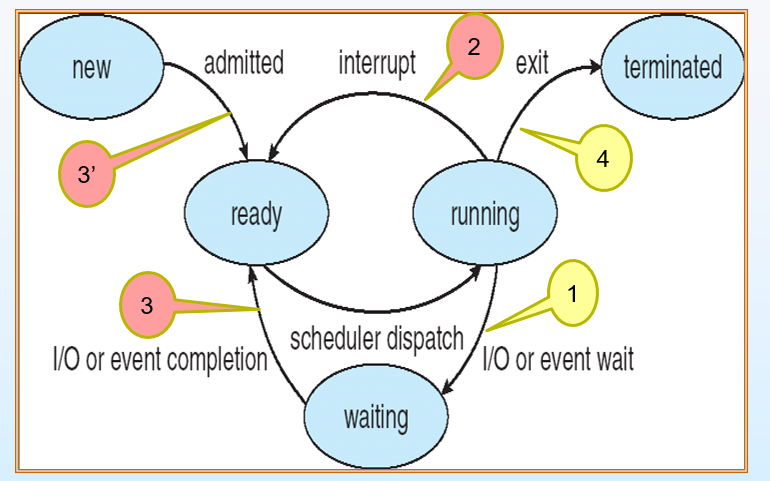 new
admitted
interrupt
2
exit
terminated
3’
4
ready
running
3
1
scheduler dispatch
I/O or event completion
I/O or event wait
waiting